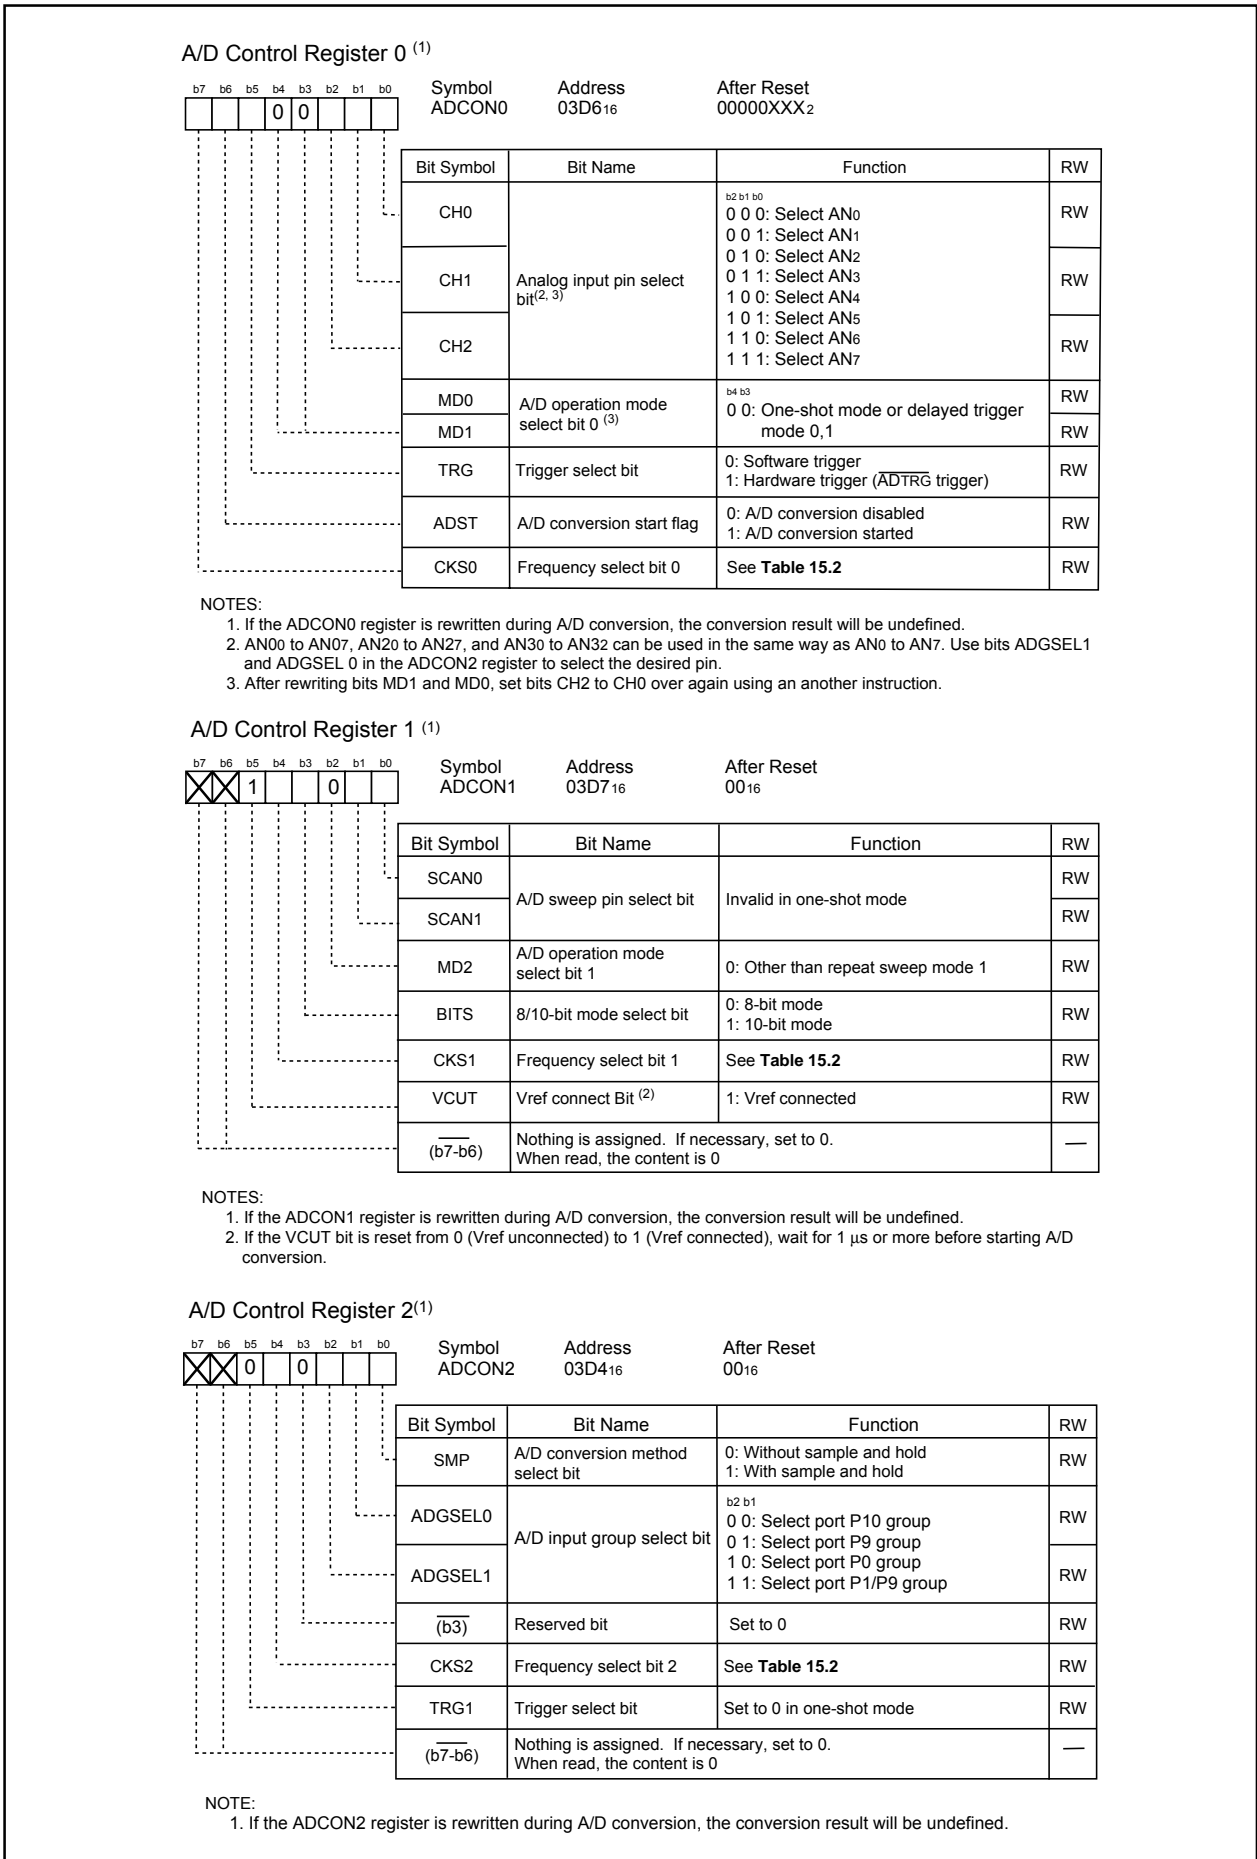 A/D Control Register 0 (1)
b7 b6 b5 b4 b3 b2 b1 b0
0 0
Symbol Address After Reset
ADCON0 03D616 00000XXX2
Bit Symbol Bit Name Function RW
CH0 RW
CH1 RW
CH2 RW
Analog input pin select
bit(2, 3)
b2 b1 b0
0 0 0: Select AN0
0 0 1: Select AN1
0 1 0: Select AN2
0 1 1: Select AN3
1 0 0: Select AN4
1 0 1: Select AN5
1 1 0: Select AN6
1 1 1: Select AN7
MD0 RW
MD1 RW
A/D operation mode
select bit 0 (3)
b4 b3
0 0: One-shot mode or delayed trigger
mode 0,1
TRG Trigger select bit RW
0: Software trigger
1: Hardware trigger (ADTRG trigger)
ADST A/D conversion start flag RW
0: A/D conversion disabled
1: A/D conversion started
CKS0 Frequency select bit 0 See Table 15.2 RW
NOTES:
1. If the ADCON0 register is rewritten during A/D conversion, the conversion result will be undefined.
2. AN00 to AN07, AN20 to AN27, and AN30 to AN32 can be used in the same way as AN0 to AN7. Use bits ADGSEL1
and ADGSEL 0 in the ADCON2 register to select the desired pin.
3. After rewriting bits MD1 and MD0, set bits CH2 to CH0 over again using an another instruction.
A/D Control Register 1 (1)
b7 b6 b5 b4 b3 b2 b1 b0
1 0
Symbol Address After Reset
ADCON1 03D716 0016
Bit Symbol Bit Name Function RW
SCAN0 RW
A/D sweep pin select bit Invalid in one-shot mode
SCAN1 RW
MD2 RW
A/D operation mode
select bit 1
0: Other than repeat sweep mode 1
BITS 8/10-bit mode select bit RW
0: 8-bit mode
1: 10-bit mode
CKS1 Frequency select bit 1 See Table 15.2 RW
VCUT Vref connect Bit (2) 1: Vref connected RW
(b7-b6) —
Nothing is assigned. If necessary, set to 0.
When read, the content is 0
NOTES:
1. If the ADCON1 register is rewritten during A/D conversion, the conversion result will be undefined.
2. If the VCUT bit is reset from 0 (Vref unconnected) to 1 (Vref connected), wait for 1 µs or more before starting A/D
conversion.
A/D Control Register 2(1)
b7 b6 b5 b4 b3 b2 b1 b0
0 0
Symbol Address After Reset
ADCON2 03D416 0016
Bit Symbol Bit Name Function RW
SMP RW
A/D conversion method
select bit
0: Without sample and hold
1: With sample and hold
ADGSEL0 RW
ADGSEL1 RW
A/D input group select bit
b2 b1
0 0: Select port P10 group
0 1: Select port P9 group
1 0: Select port P0 group
1 1: Select port P1/P9 group
(b3) Reserved bit Set to 0 RW
CKS2 Frequency select bit 2 See Table 15.2 RW
TRG1 Trigger select bit Set to 0 in one-shot mode RW
(b7-b6) —
Nothing is assigned. If necessary, set to 0.
When read, the content is 0
NOTE:
1. If the ADCON2 register is rewritten during A/D conversion, the conversion result will be undefined.